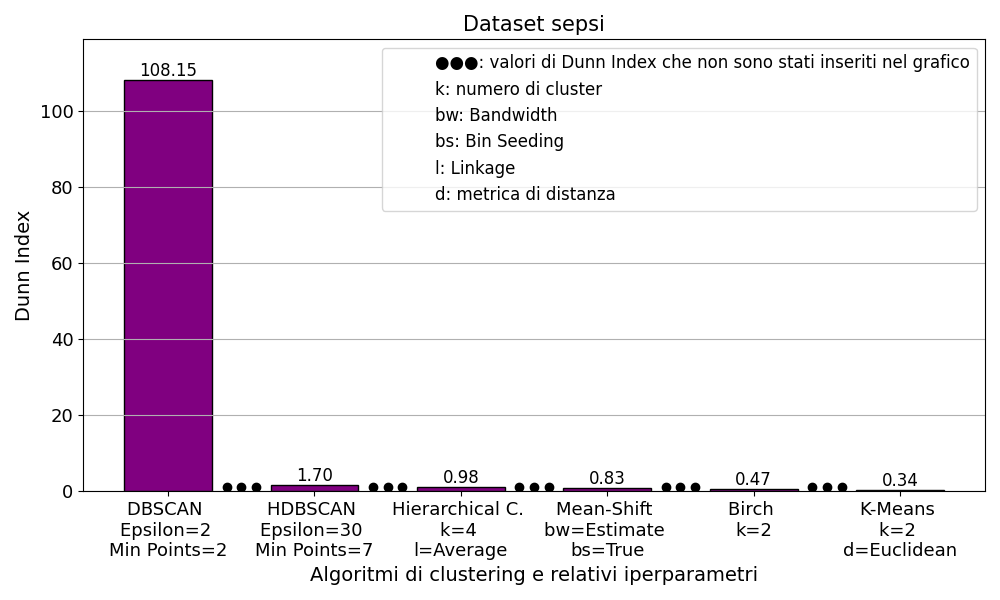 Dataset sepsi
●●●: valori di Dunn Index che non sono stati inseriti nel grafico
k: numero di cluster
bw: Bandwidth
bs: Bin Seeding
l: Linkage
d: metrica di distanza
Dunn Index
100
80
60
40
20
0
108.15
1.70
0.98
0.83
0.47
0.34
DBSCAN
Epsilon=2
Min Points=2
HDBSCAN
Epsilon=30
Min Points=7
Hierarchical C.
k=4
l=Average
Mean-Shift
bw=Estimate
bs=True
Birch
k=2
K-Means
k=2
d=Euclidean
Algoritmi di clustering e relativi iperparametri